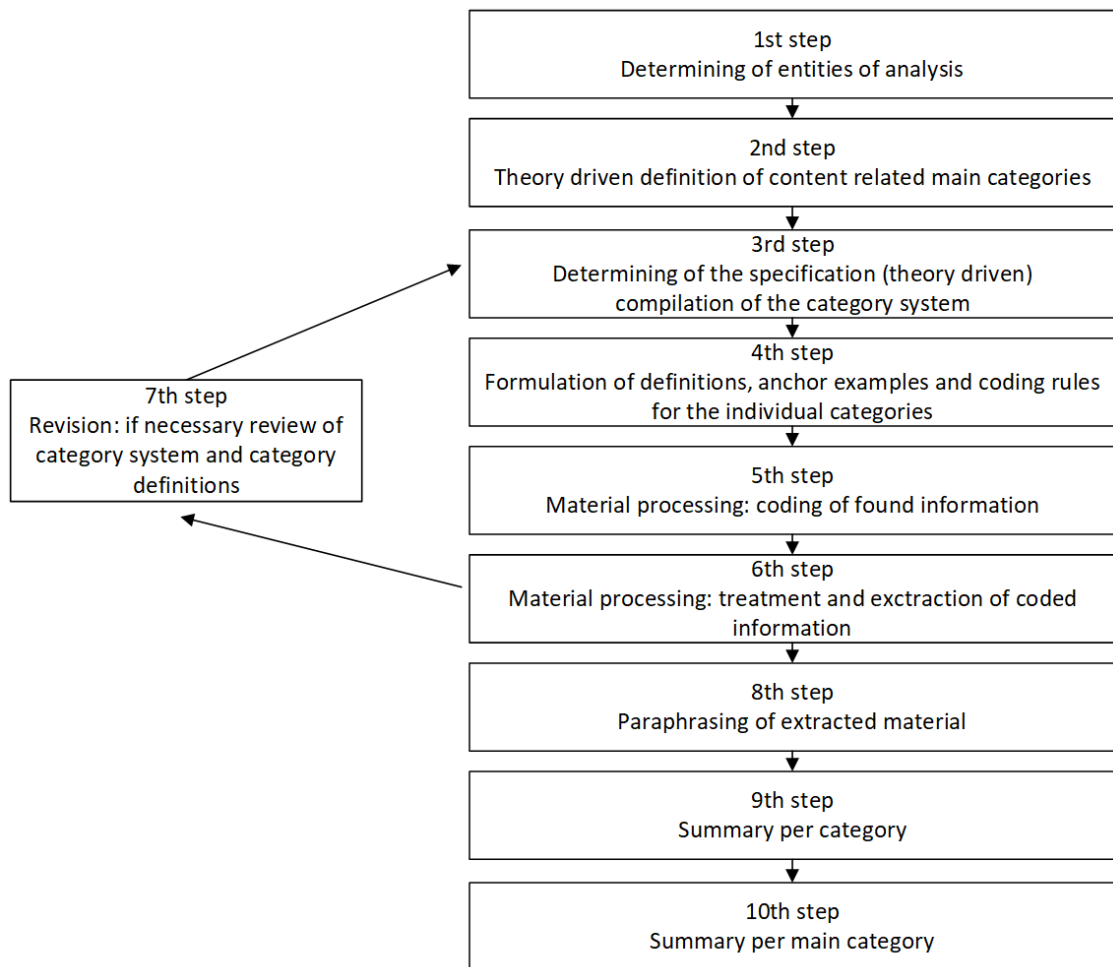 1st step
Determining of entities of analysis
2nd step
Theory driven definition of content related main categories
3rd step
Determining of the specification (theory driven)
compilation of the category system
4th step
Formulation of definitions, anchor examples and coding rules
for the individual categories
7th step
Revision: if necessary review of
category system and category
definitions
5th step
Material processing: coding of found information
6th step
Material processing: treatment and exctraction of coded
information
8th step
Paraphrasing of extracted material
9th step
Summary per category
10th step
Summary per main category